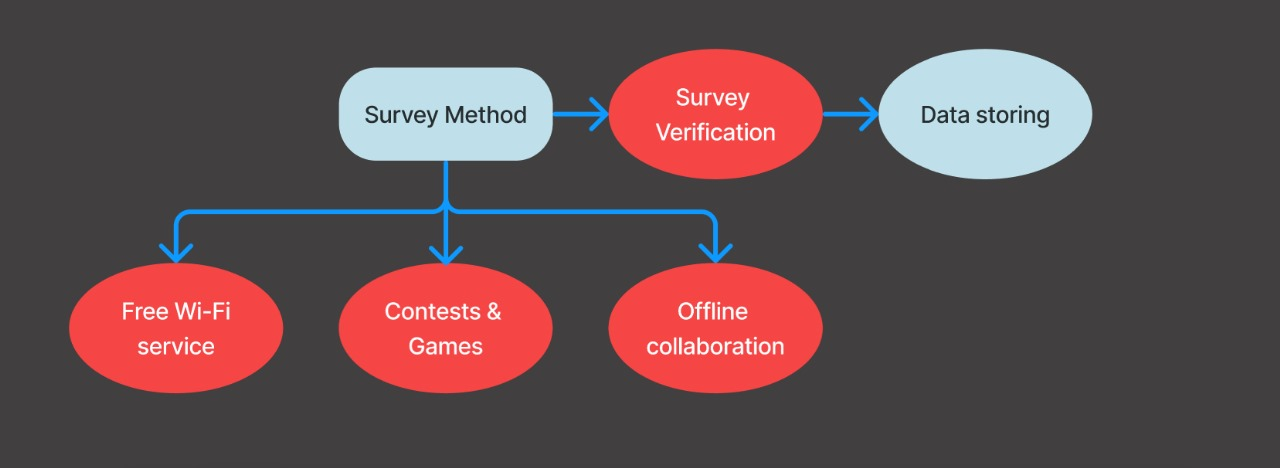 Survey Method
Survey
Verification
Data storing
Free Wi-Fi
service
Contests &
Games
Offline
collaboration